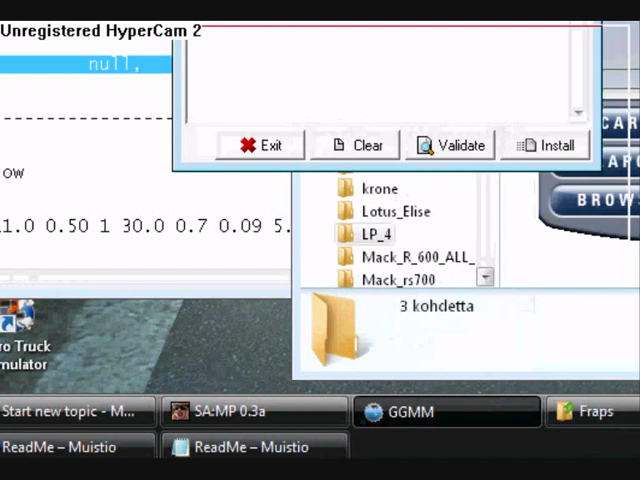 Unregistered HyperCam 2
null,
--------------------
ow
1.0 0.50 1 30.0 0.7 0.09 5.
Exit
Clear
Validate
Install
CAR
BROWS
krone
Lotus_Elise
LP_4
Mack_R_600_ALL_
Mack_rs700
3 kohdetta
ro Truck
mulator
Start new topic - M...
SA:MP 0.3a
GGMM
Fraps
ReadMe – Muistio
ReadMe – Muistio